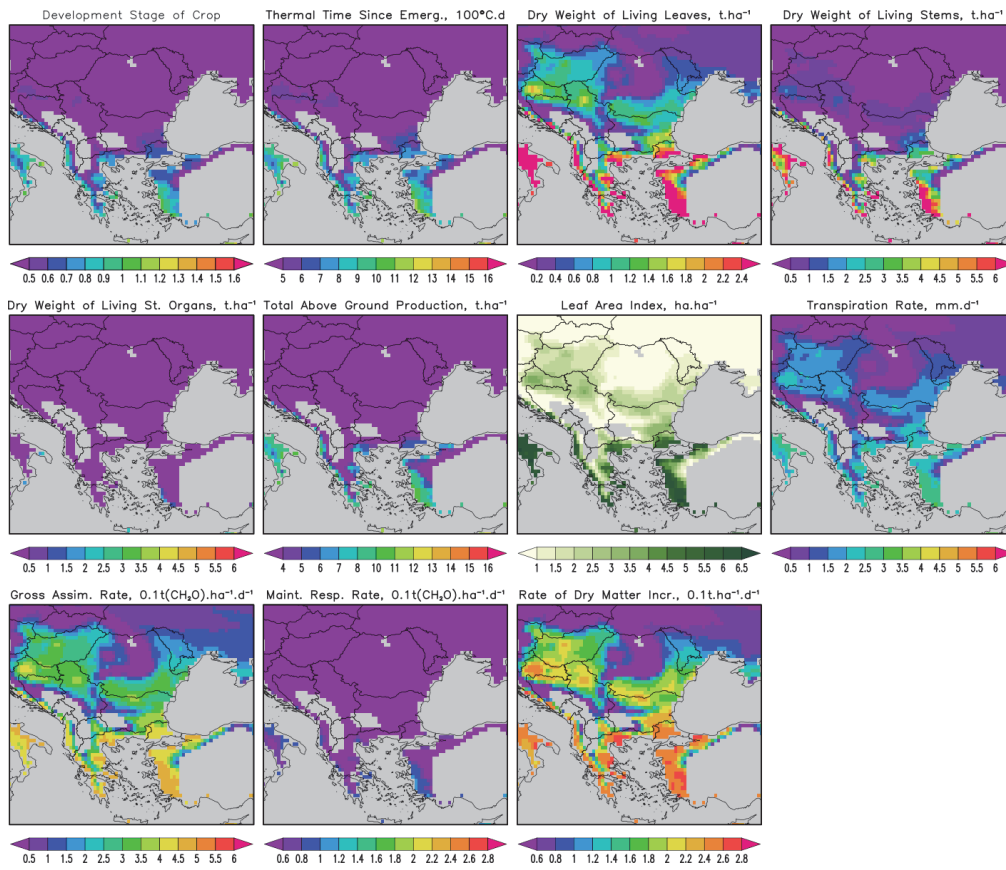 Development Stage of Crop
Thermal Time Since Emerg., 100°C.d
Dry Weight of Living Leaves, t.ha⁻¹
Dry Weight of Living Stems, t.ha⁻¹
0.5 0.6 0.7 0.8 0.9 1 1.1 1.2 1.3 1.4 1.5 1.6
5 6 7 8 9 10 11 12 13 14 15 16
0.2 0.4 0.6 0.8 1 1.2 1.4 1.6 1.8 2 2.2 2.4
0.5 1 1.5 2 2.5 3 3.5 4 4.5 5 5.5 6
Dry Weight of Living St. Organs, t.ha⁻¹
Total Above Ground Production, t.ha⁻¹
Leaf Area Index, ha.ha⁻¹
Transpiration Rate, mm.d⁻¹
0.5 1 1.5 2 2.5 3 3.5 4 4.5 5 5.5 6
4 5 6 7 8 9 10 11 12 13 14 15 16
1 1.5 2 2.5 3 3.5 4 4.5 5 5.5 6 6.5
0.5 1 1.5 2 2.5 3 3.5 4 4.5 5 5.5 6
Gross Assim. Rate, 0.1t(CH₂O).ha⁻¹.d⁻¹
Maint. Resp. Rate, 0.1t(CH₂O).ha⁻¹.d⁻¹
Rate of Dry Matter Incr., 0.1t.ha⁻¹.d⁻¹
0.5 1 1.5 2 2.5 3 3.5 4 4.5 5 5.5 6
0.6 0.8 1 1.2 1.4 1.6 1.8 2 2.2 2.4 2.6 2.8
0.6 0.8 1 1.2 1.4 1.6 1.8 2 2.2 2.4 2.6 2.8